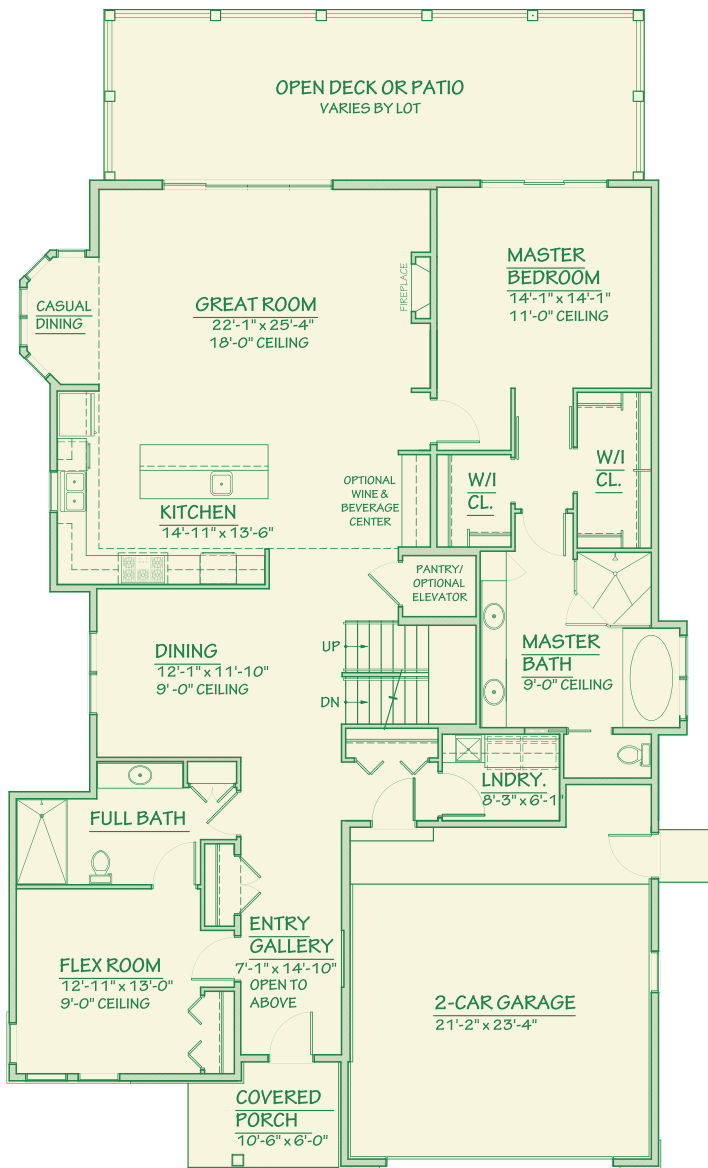 OPEN DECK OR PATIO
VARIES BY LOT
MASTER
BEDROOM
14'-1" x 14'-1"
11'-0" CEILING
FIREPLACE
GREAT ROOM
22'-1" x 25'-4"
18'-0" CEILING
CASUAL
DINING
W/I
CL.
W/I
CL.
OPTIONAL
WINE &
BEVERAGE
CENTER
KITCHEN
14'-11" x 13'-6"
PANTRY/
OPTIONAL
ELEVATOR
UP
DN
DINING
12'-1" x 11'-10"
9'-0" CEILING
MASTER
BATH
9'-0" CEILING
LNDRY.
8'-3" x 6'-1"
FULL BATH
ENTRY
GALLERY
7'-1" x 14'-10"
OPEN TO
ABOVE
FLEX ROOM
12'-11" x 13'-0"
9'-0" CEILING
2-CAR GARAGE
21'-2" x 23'-4"
COVERED
PORCH
10'-6" x 6'-0"